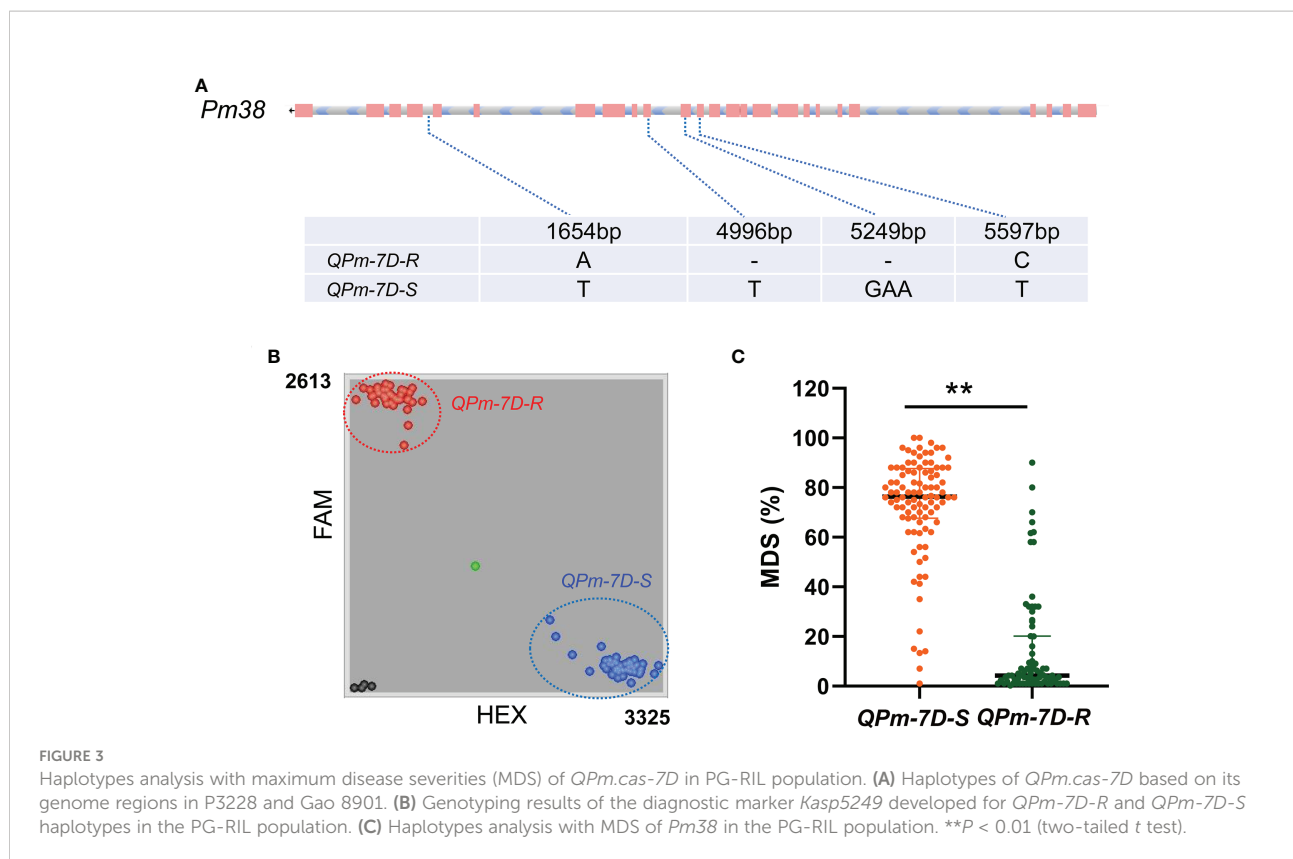 A
Pm38
1654bp 4996bp 5249bp 5597bp
QPm-7D-R A - - C
QPm-7D-S T T GAA T
B
2613
FAM
QPm-7D-R
QPm-7D-S
HEX
3325
C
**
MDS (%)
120
100
80
60
40
20
0
QPm-7D-S QPm-7D-R
FIGURE 3
Haplotypes analysis with maximum disease severities (MDS) of QPm.cas-7D in PG-RIL population. (A) Haplotypes of QPm.cas-7D based on its
genome regions in P3228 and Gao 8901. (B) Genotyping results of the diagnostic marker Kasp5249 developed for QPm-7D-R and QPm-7D-S
haplotypes in the PG-RIL population. (C) Haplotypes analysis with MDS of Pm38 in the PG-RIL population. **P < 0.01 (two-tailed t test).